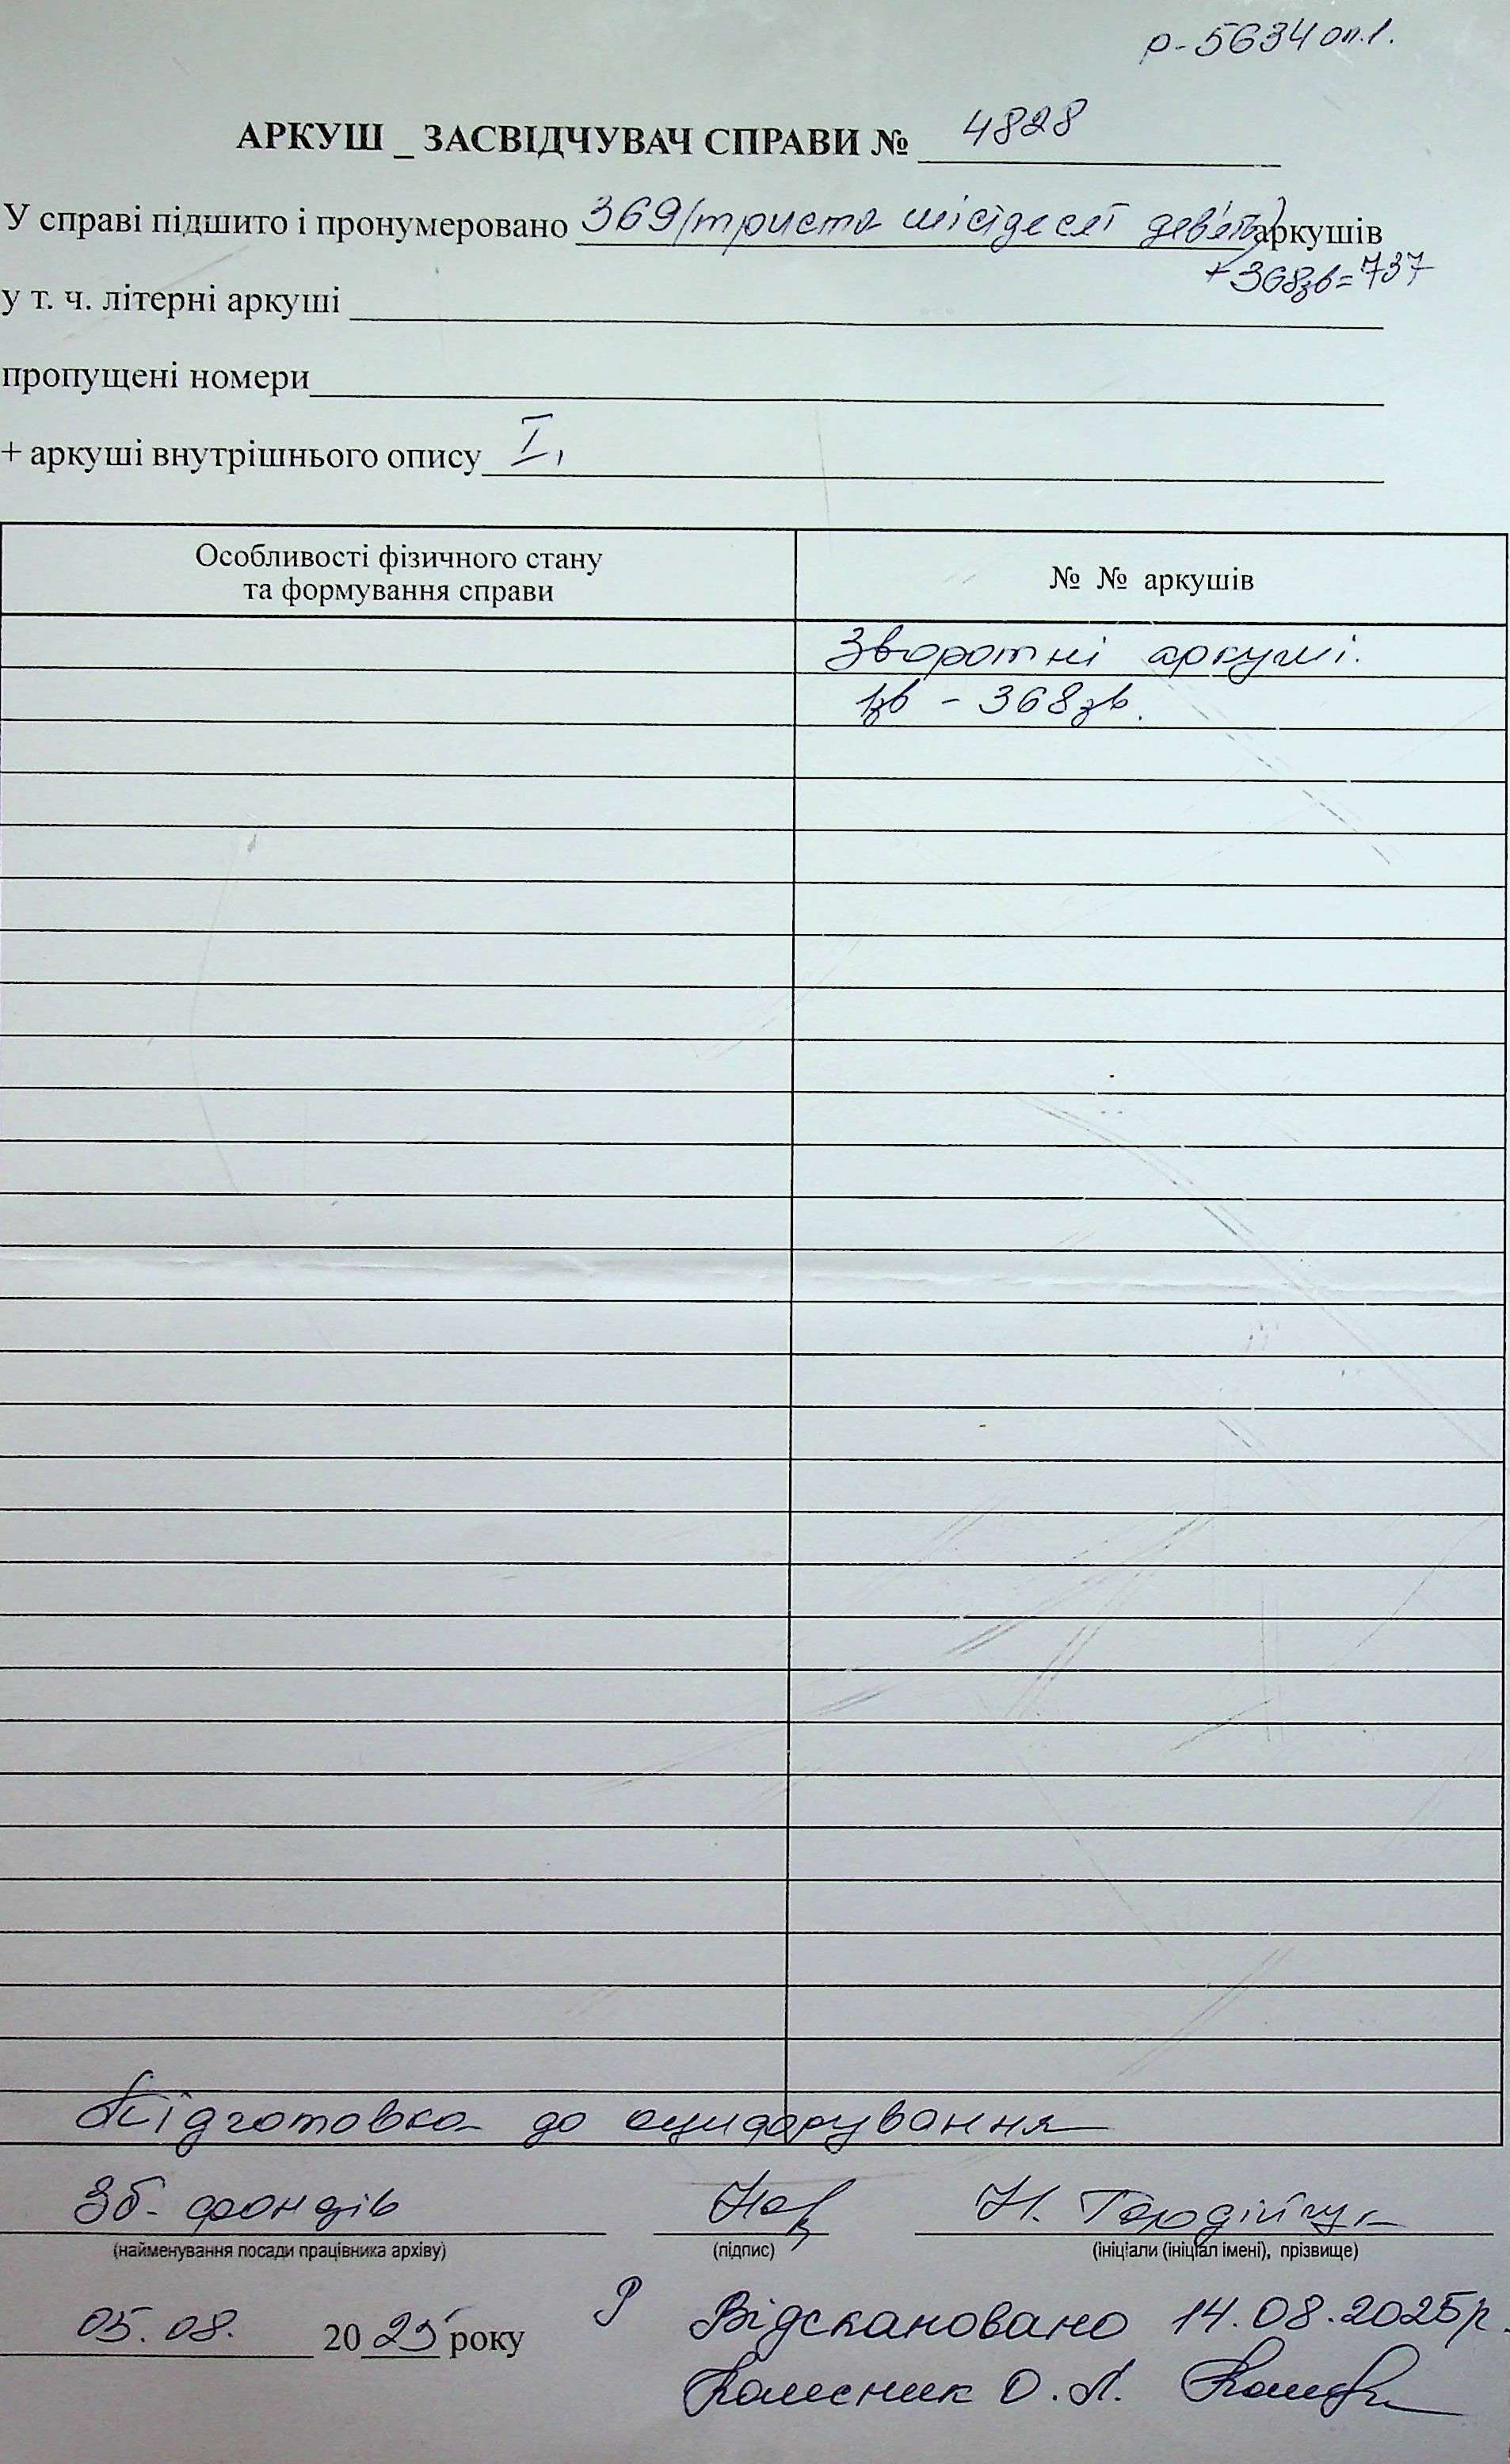 р-5634 оп.1.
АРКУШ _ ЗАСВІДЧУВАЧ СПРАВИ № 4828
У справі підшито і пронумеровано 369 (триста шістдесят дев'ять) аркушів
+ 368зв = 737
у т. ч. літерні аркуші
пропущені номери
+ аркуші внутрішнього опису I,
Особливості фізичного стану
та формування справи
№ № аркушів
Зворотні аркуші.
1зв - 368зв.
Підготовка до оцифрування
Зб. фондів Н. Гордійчук
(найменування посади працівника архіву) (підпис) (ініціали (ініціал імені), прізвище)
05. 08. 2025 року
Відскановано 14.08.2025р.
Колесник О. А.